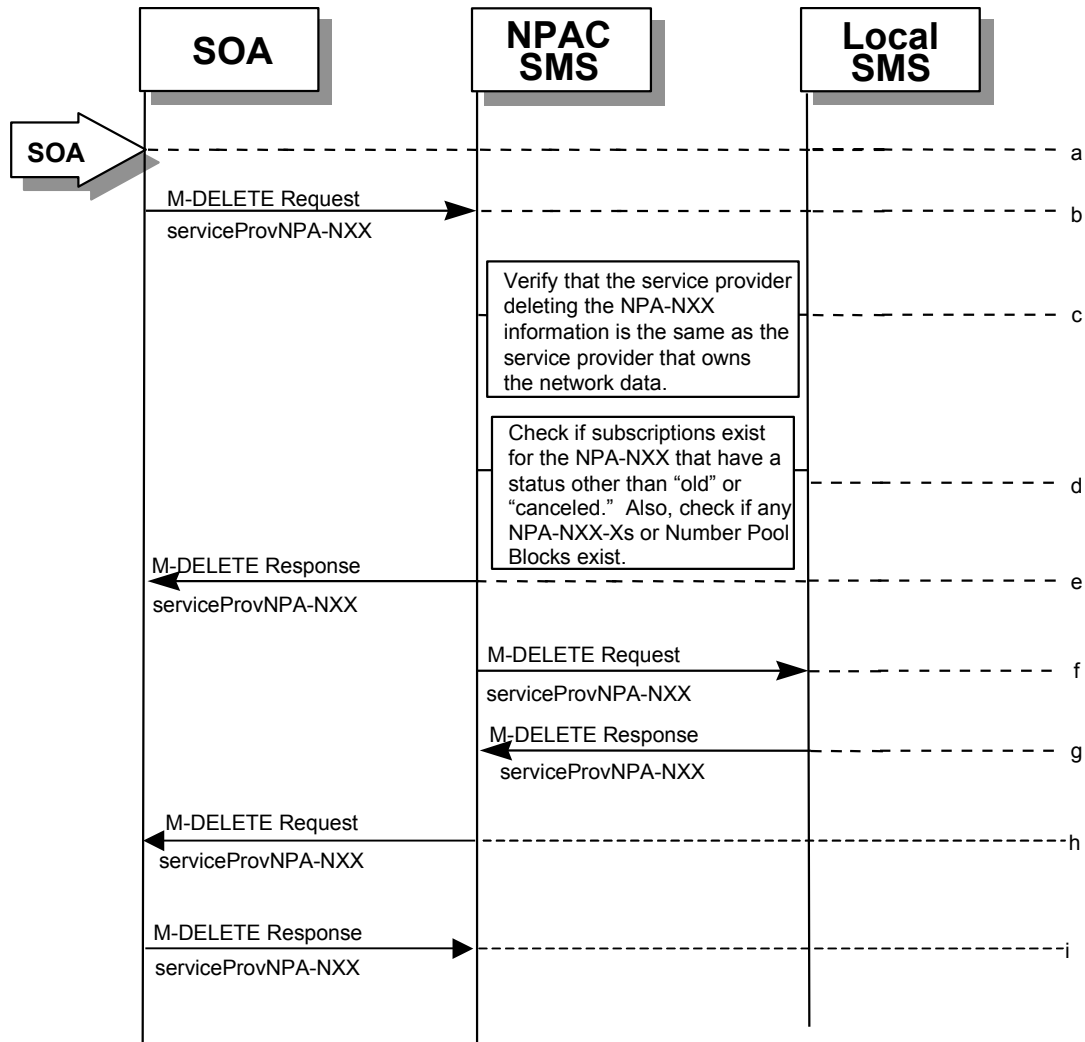 SOA
NPAC
SMS
Local
SMS
SOA
a
M-DELETE Request
b
serviceProvNPA-NXX
Verify that the service provider
deleting the NPA-NXX
information is the same as the
service provider that owns
the network data.
c
Check if subscriptions exist
for the NPA-NXX that have a
status other than “old” or
“canceled.” Also, check if any
NPA-NXX-Xs or Number Pool
Blocks exist.
d
M-DELETE Response
e
serviceProvNPA-NXX
M-DELETE Request
f
serviceProvNPA-NXX
M-DELETE Response
g
serviceProvNPA-NXX
M-DELETE Request
h
serviceProvNPA-NXX
M-DELETE Response
i
serviceProvNPA-NXX